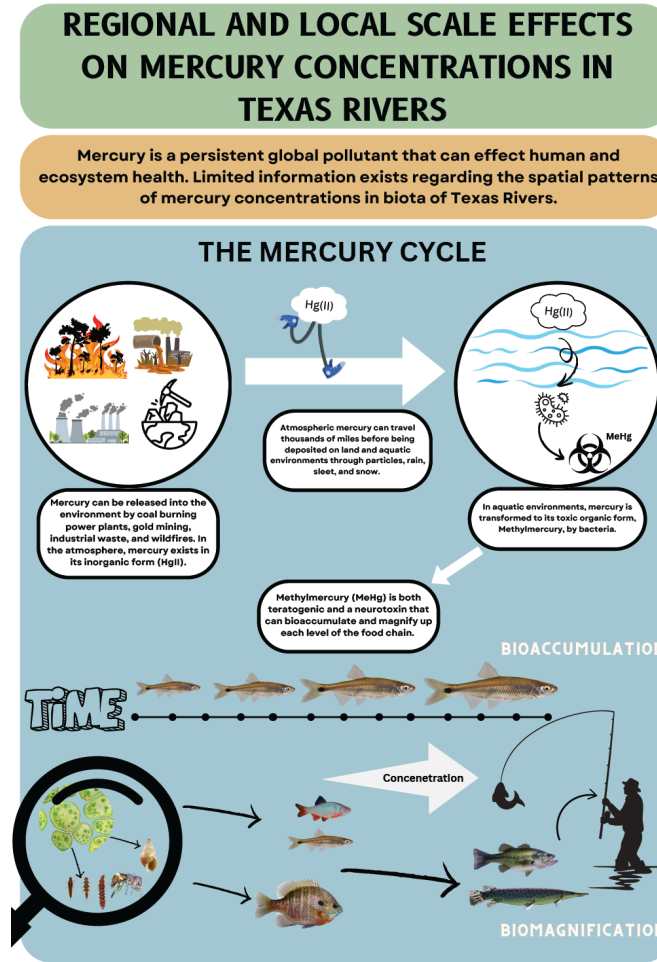 REGIONAL AND LOCAL SCALE EFFECTS
ON MERCURY CONCENTRATIONS IN
TEXAS RIVERS
Mercury is a persistent global pollutant that can effect human and
ecosystem health. Limited information exists regarding the spatial patterns
of mercury concentrations in biota of Texas Rivers.
THE MERCURY CYCLE
Hg(II)
Hg(II)
MeHg
Atmospheric mercury can travel
thousands of miles before being
deposited on land and aquatic
environments through particles, rain,
sleet, and snow.
Mercury can be released into the
environment by coal burning
power plants, gold mining,
industrial waste, and wildfires. In
the atmosphere, mercury exists in
its inorganic form (HgII).
In aquatic environments, mercury is
transformed to its toxic organic form,
Methylmercury, by bacteria.
Methylmercury (MeHg) is both
teratogenic and a neurotoxin that
can bioaccumulate and magnify up
each level of the food chain.
BIOACCUMULATION
TiME
Concenetration
BIOMAGNIFICATION